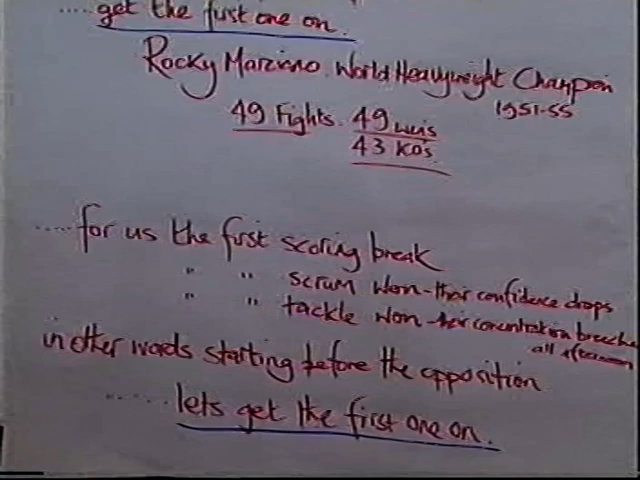 .... get the first one on.
Rocky Marciano. World Heavyweight Champion
1951-55
49 Fights. 49 wins
43 KO's
.... for us the first scoring break
" " scrum won - their confidence drops
" " tackle won - their concentration breaks
all afternoon
in other words starting before the opposition
..... lets get the first one on.